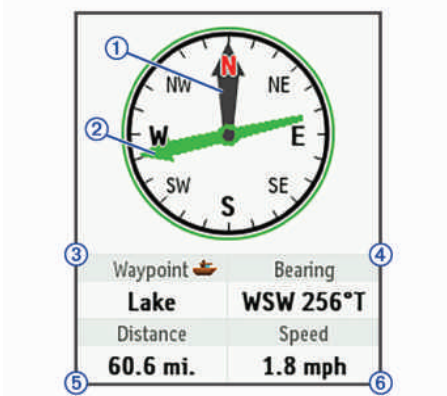 1
N
NW NE
2
W E
SW SE
S
3 4
Waypoint Bearing
Lake WSW 256°T
Distance Speed
60.6 mi. 1.8 mph
5 6